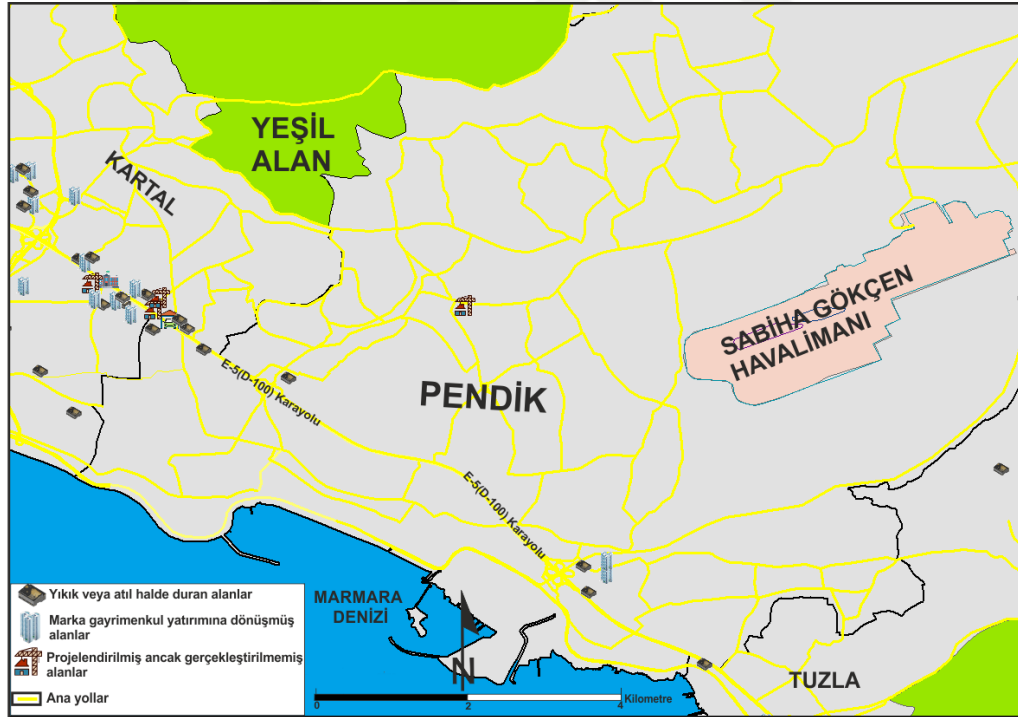 YEŞİL
ALAN
KARTAL
SABİHA GÖKÇEN
HAVALİMANI
PENDİK
E-5(D-100) Karayolu
E-5(D-100) Karayolu
MARMARA
DENİZİ
TUZLA
N
0 2 4 Kilometre
Yıkık veya atıl halde duran alanlar
Marka gayrimenkul yatırımına dönüşmüş
alanlar
Projelendirilmiş ancak gerçekleştirilmemiş
alanlar
Ana yollar